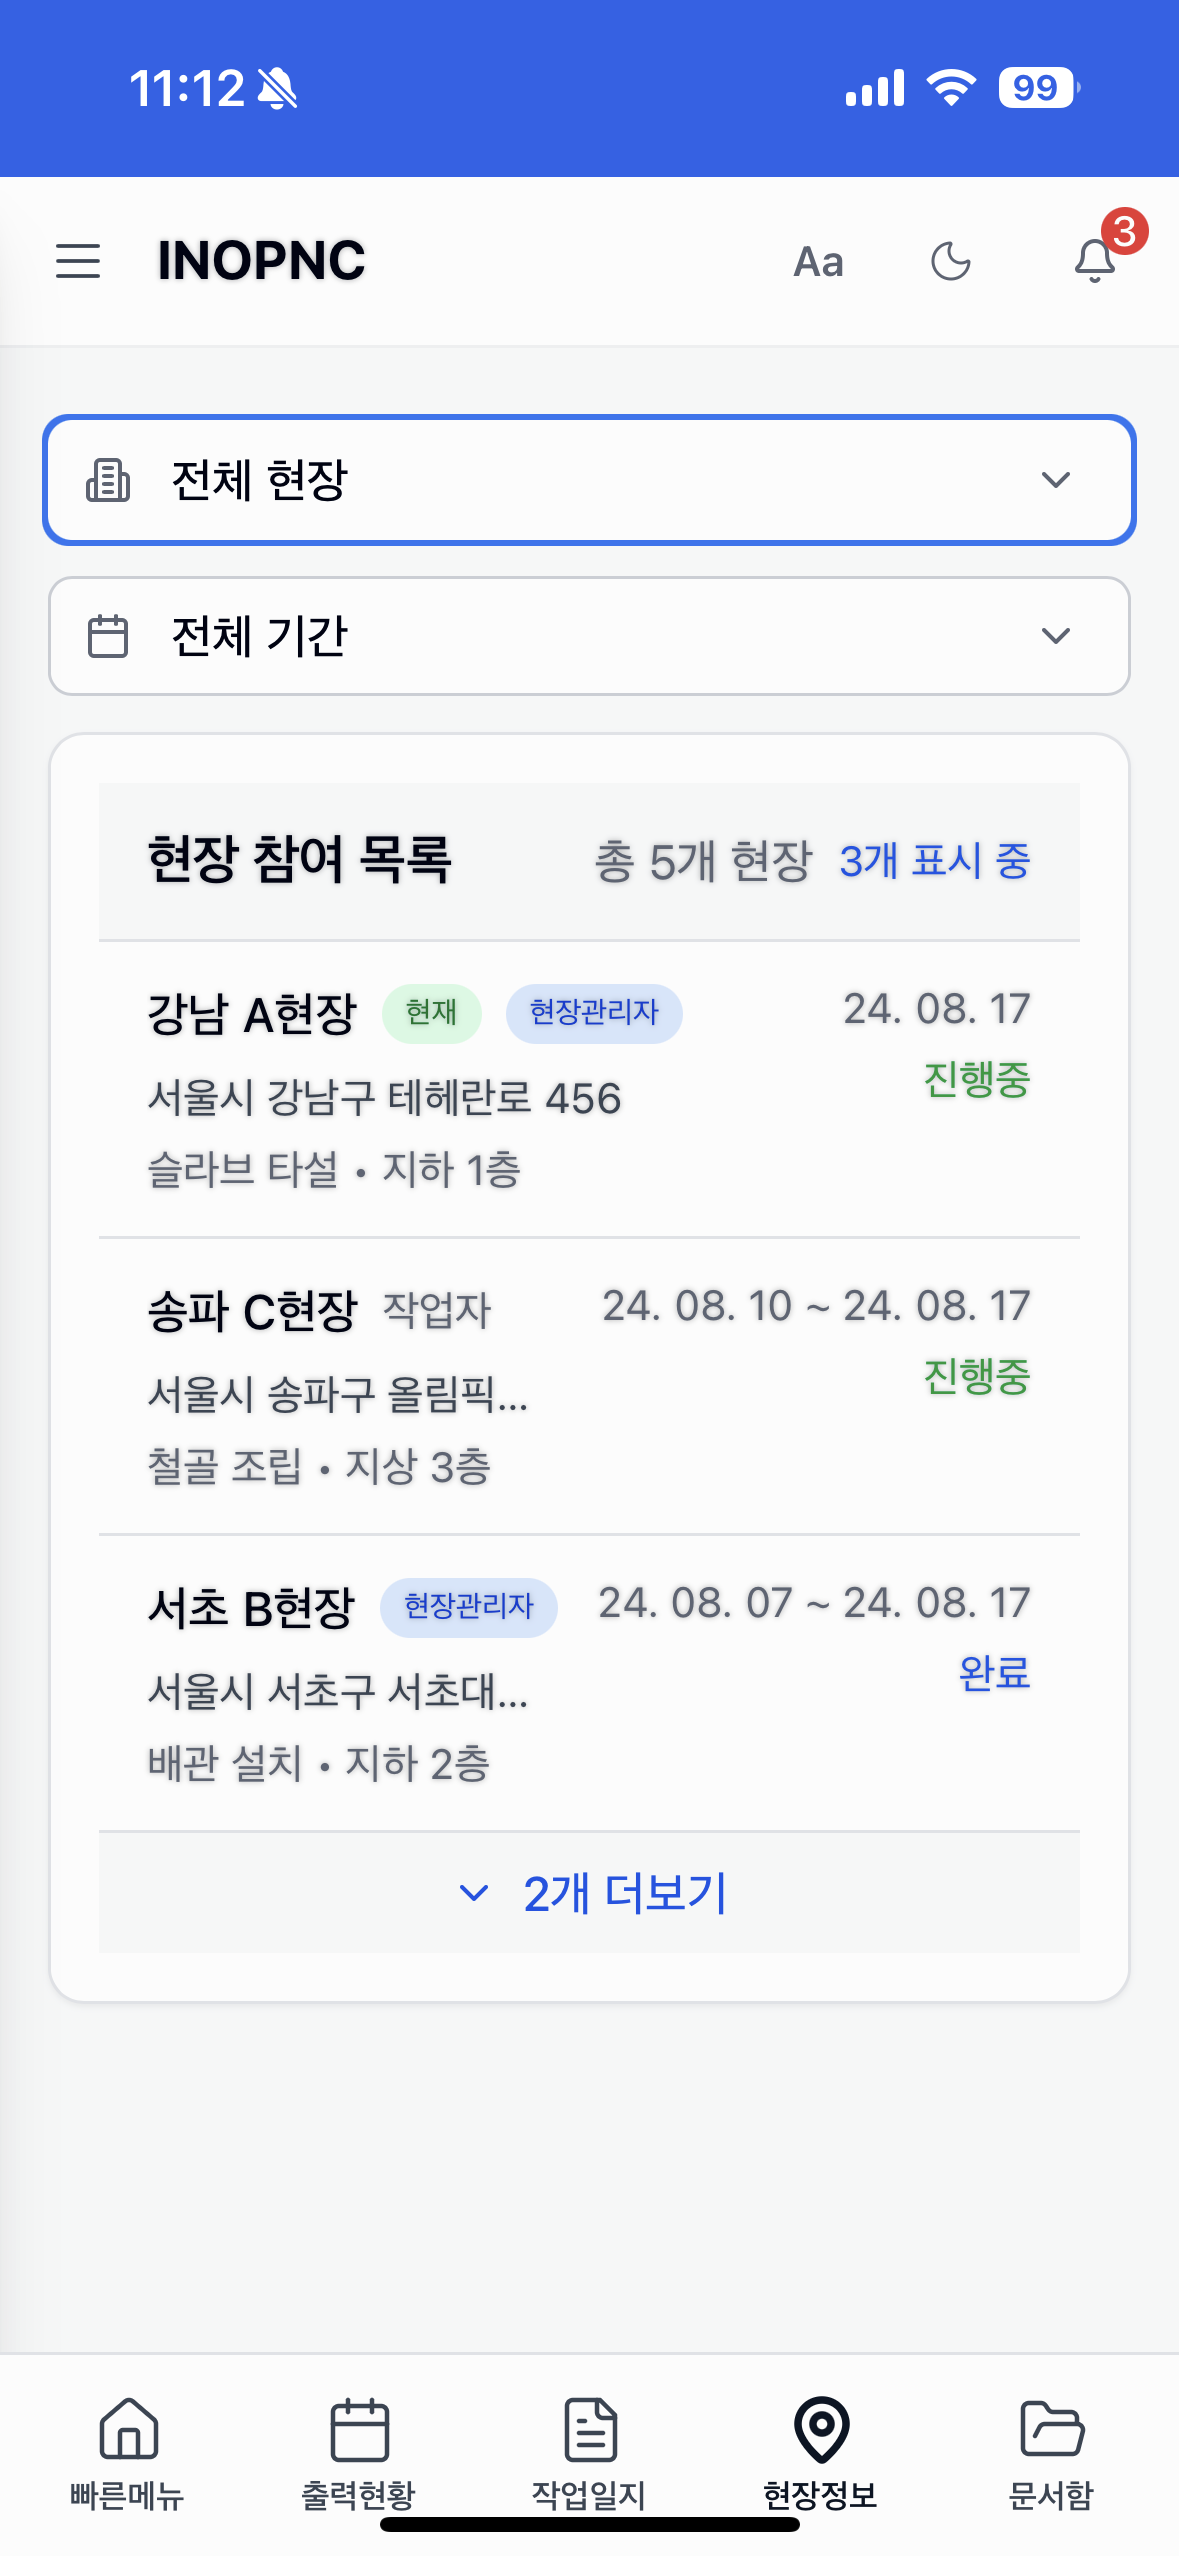 11:12
99
INOPNC
Aa
3
전체 현장
전체 기간
현장 참여 목록 총 5개 현장 3개 표시 중
강남 A현장 현재 현장관리자 24. 08. 17
진행중
서울시 강남구 테헤란로 456
슬라브 타설 • 지하 1층
송파 C현장 작업자 24. 08. 10 ~ 24. 08. 17
진행중
서울시 송파구 올림픽...
철골 조립 • 지상 3층
서초 B현장 현장관리자 24. 08. 07 ~ 24. 08. 17
완료
서울시 서초구 서초대...
배관 설치 • 지하 2층
2개 더보기
빠른메뉴 출력현황 작업일지 현장정보 문서함